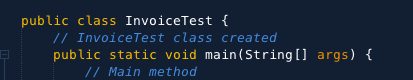 public class InvoiceTest {
// InvoiceTest class created
public static void main(String[] args) {
// Main method